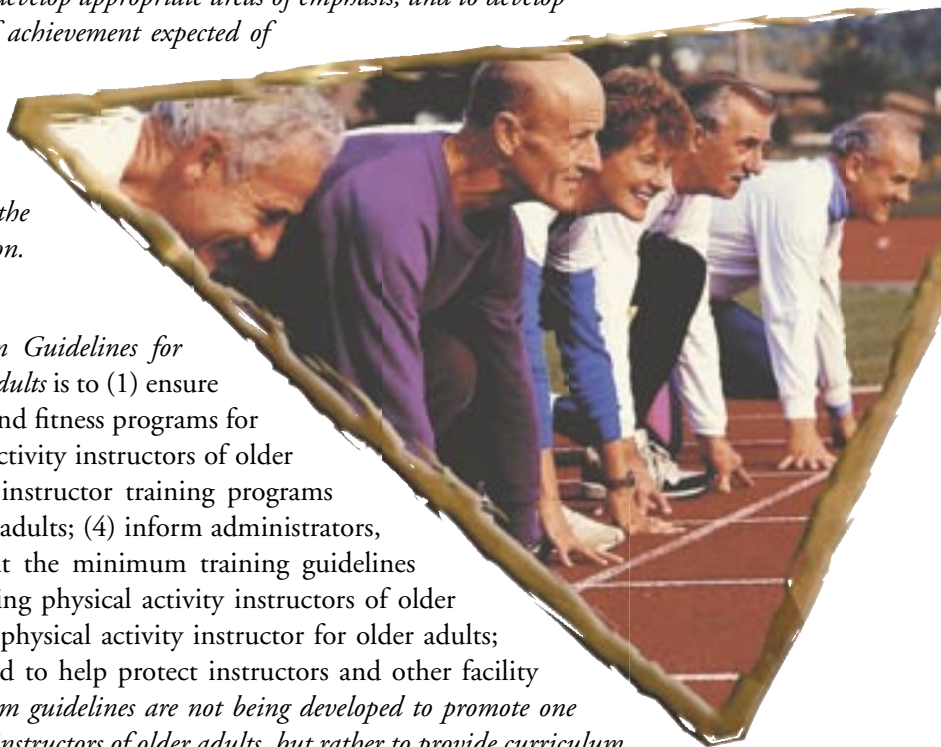 develop appropriate areas of emphasis, and to develop
achievement expected of
the
on.
Guidelines for
dults is to (1) ensure
nd fitness programs for
ctivity instructors of older
instructor training programs
adults; (4) inform administrators,
t the minimum training guidelines
ing physical activity instructors of older
physical activity instructor for older adults;
d to help protect instructors and other facility
m guidelines are not being developed to promote one
instructors of older adults, but rather to provide curriculum